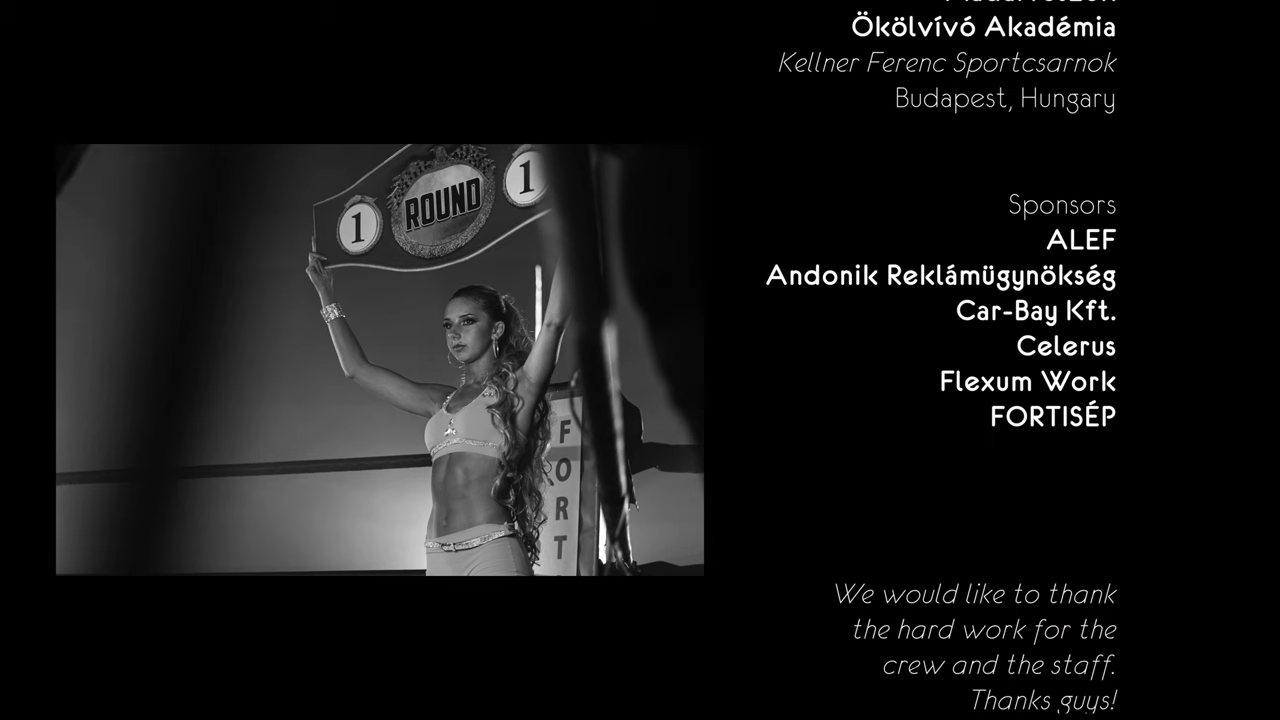 1
ROUND
1
F
O
R
T
Ökölvívó Akadémia
Kellner Ferenc Sportcsarnok
Budapest, Hungary
Sponsors
ALEF
Andonik Reklámügynökség
Car-Bay Kft.
Celerus
Flexum Work
FORTISÉP
We would like to thank
the hard work for the
crew and the staff.
Thanks guys!